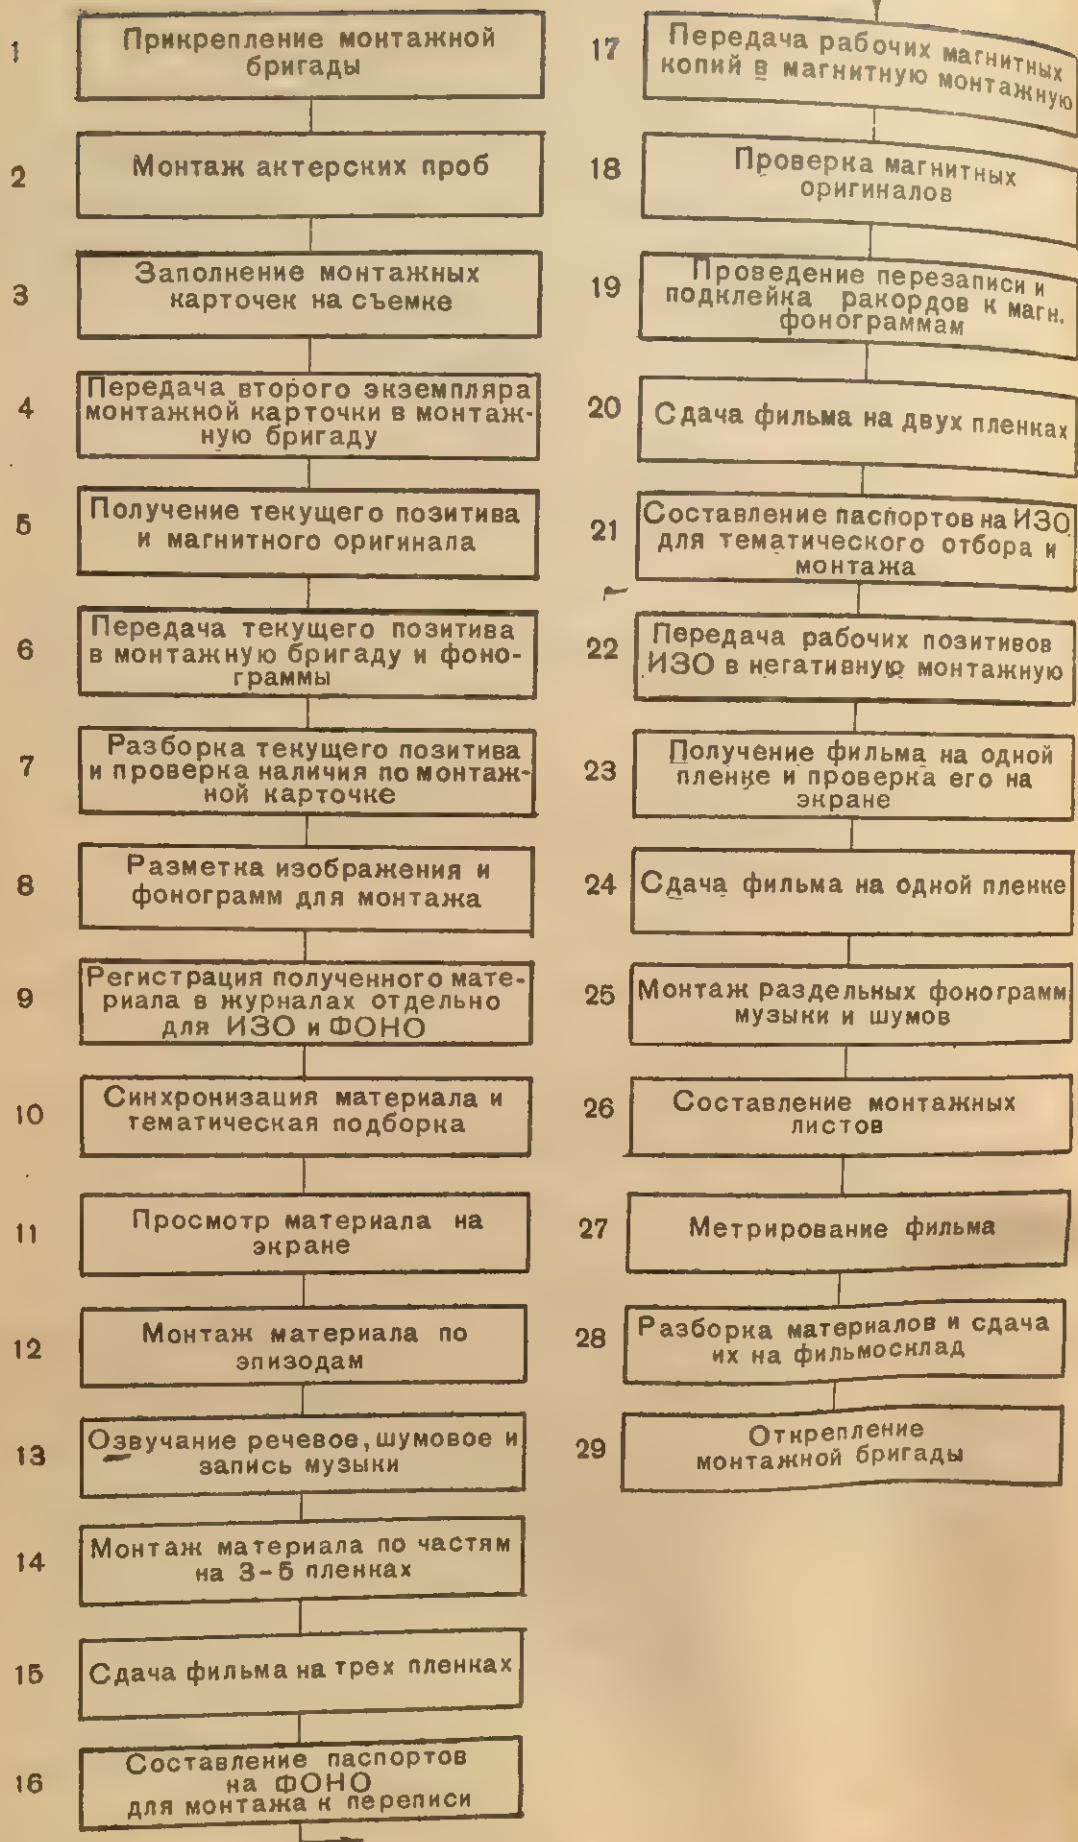 1
Прикрепление монтажной
бригады
2
Монтаж актерских проб
3
Заполнение монтажных
карточек на съемке
4
Передача второго экземпляра
монтажной карточки в монтаж-
ную бригаду
5
Получение текущего позитива
и магнитного оригинала
6
Передача текущего позитива
в монтажную бригаду и фоно-
граммы
7
Разборка текущего позитива
и проверка наличия по монтаж-
ной карточке
8
Разметка изображения и
фонограмм для монтажа
9
Регистрация полученного мате-
риала в журналах отдельно
для ИЗО и ФОНО
10
Синхронизация материала и
тематическая подборка
11
Просмотр материала на
экране
12
Монтаж материала по
эпизодам
13
Озвучание речевое, шумовое и
запись музыки
14
Монтаж материала по частям
на 3-5 пленках
15
Сдача фильма на трех пленках
16
Составление паспортов
на ФОНО
для монтажа к переписи
17
Передача рабочих магнитных
копий в магнитную монтажную
18
Проверка магнитных
оригиналов
19
Проведение перезаписи и
подклейка ракордов к магн.
фонограммам
20
Сдача фильма на двух пленках
21
Составление паспортов на ИЗО
для тематического отбора и
монтажа
22
Передача рабочих позитивов
ИЗО в негативную монтажную
23
Получение фильма на одной
пленке и проверка его на
экране
24
Сдача фильма на одной пленке
25
Монтаж раздельных фонограмм
музыки и шумов
26
Составление монтажных
листов
27
Метрирование фильма
28
Разборка материалов и сдача
их на фильмосклад
29
Открепление
монтажной бригады